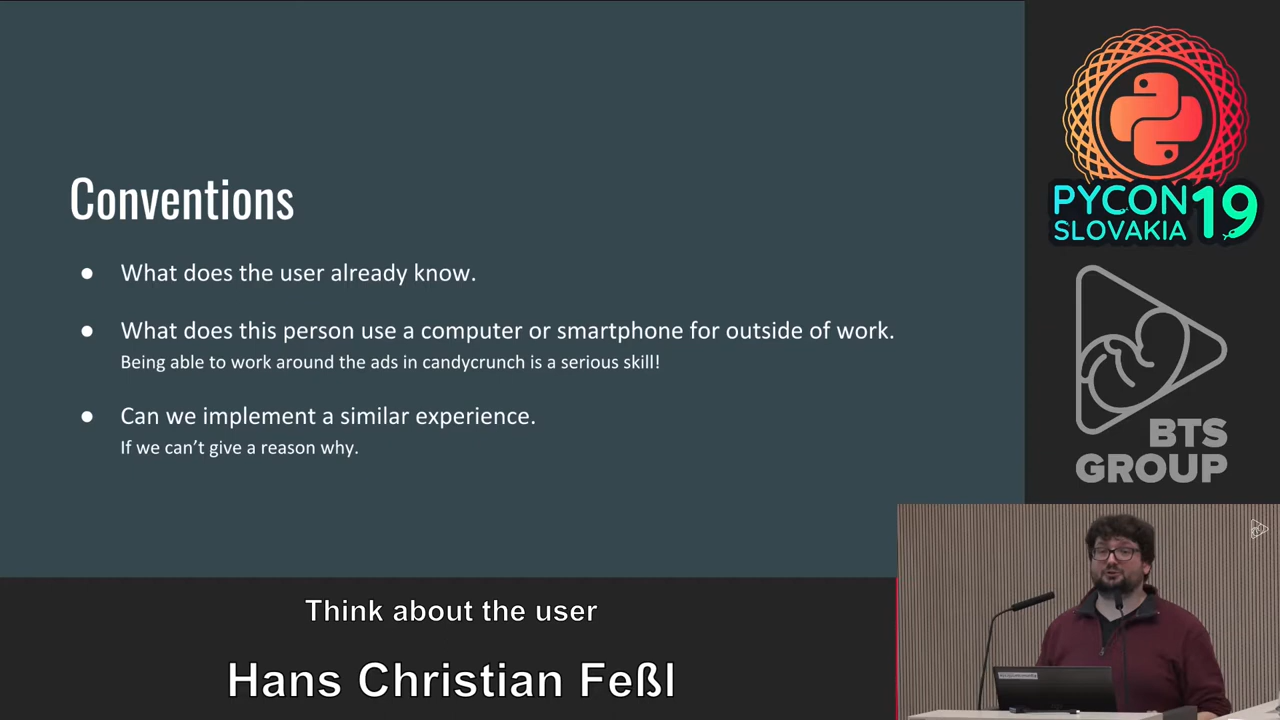 Conventions
● What does the user already know.
● What does this person use a computer or smartphone for outside of work.
Being able to work around the ads in candycrunch is a serious skill!
● Can we implement a similar experience.
If we can't give a reason why.
PYCON
SLOVAKIA 19
BTS
GROUP
Think about the user
Hans Christian Feßl